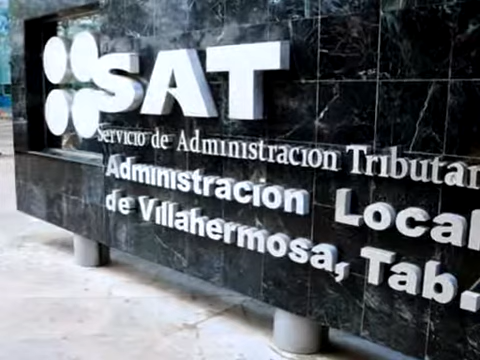 SAT
Servicio de Administracion Tributar
Administracion Local
de Villahermosa, Tab.